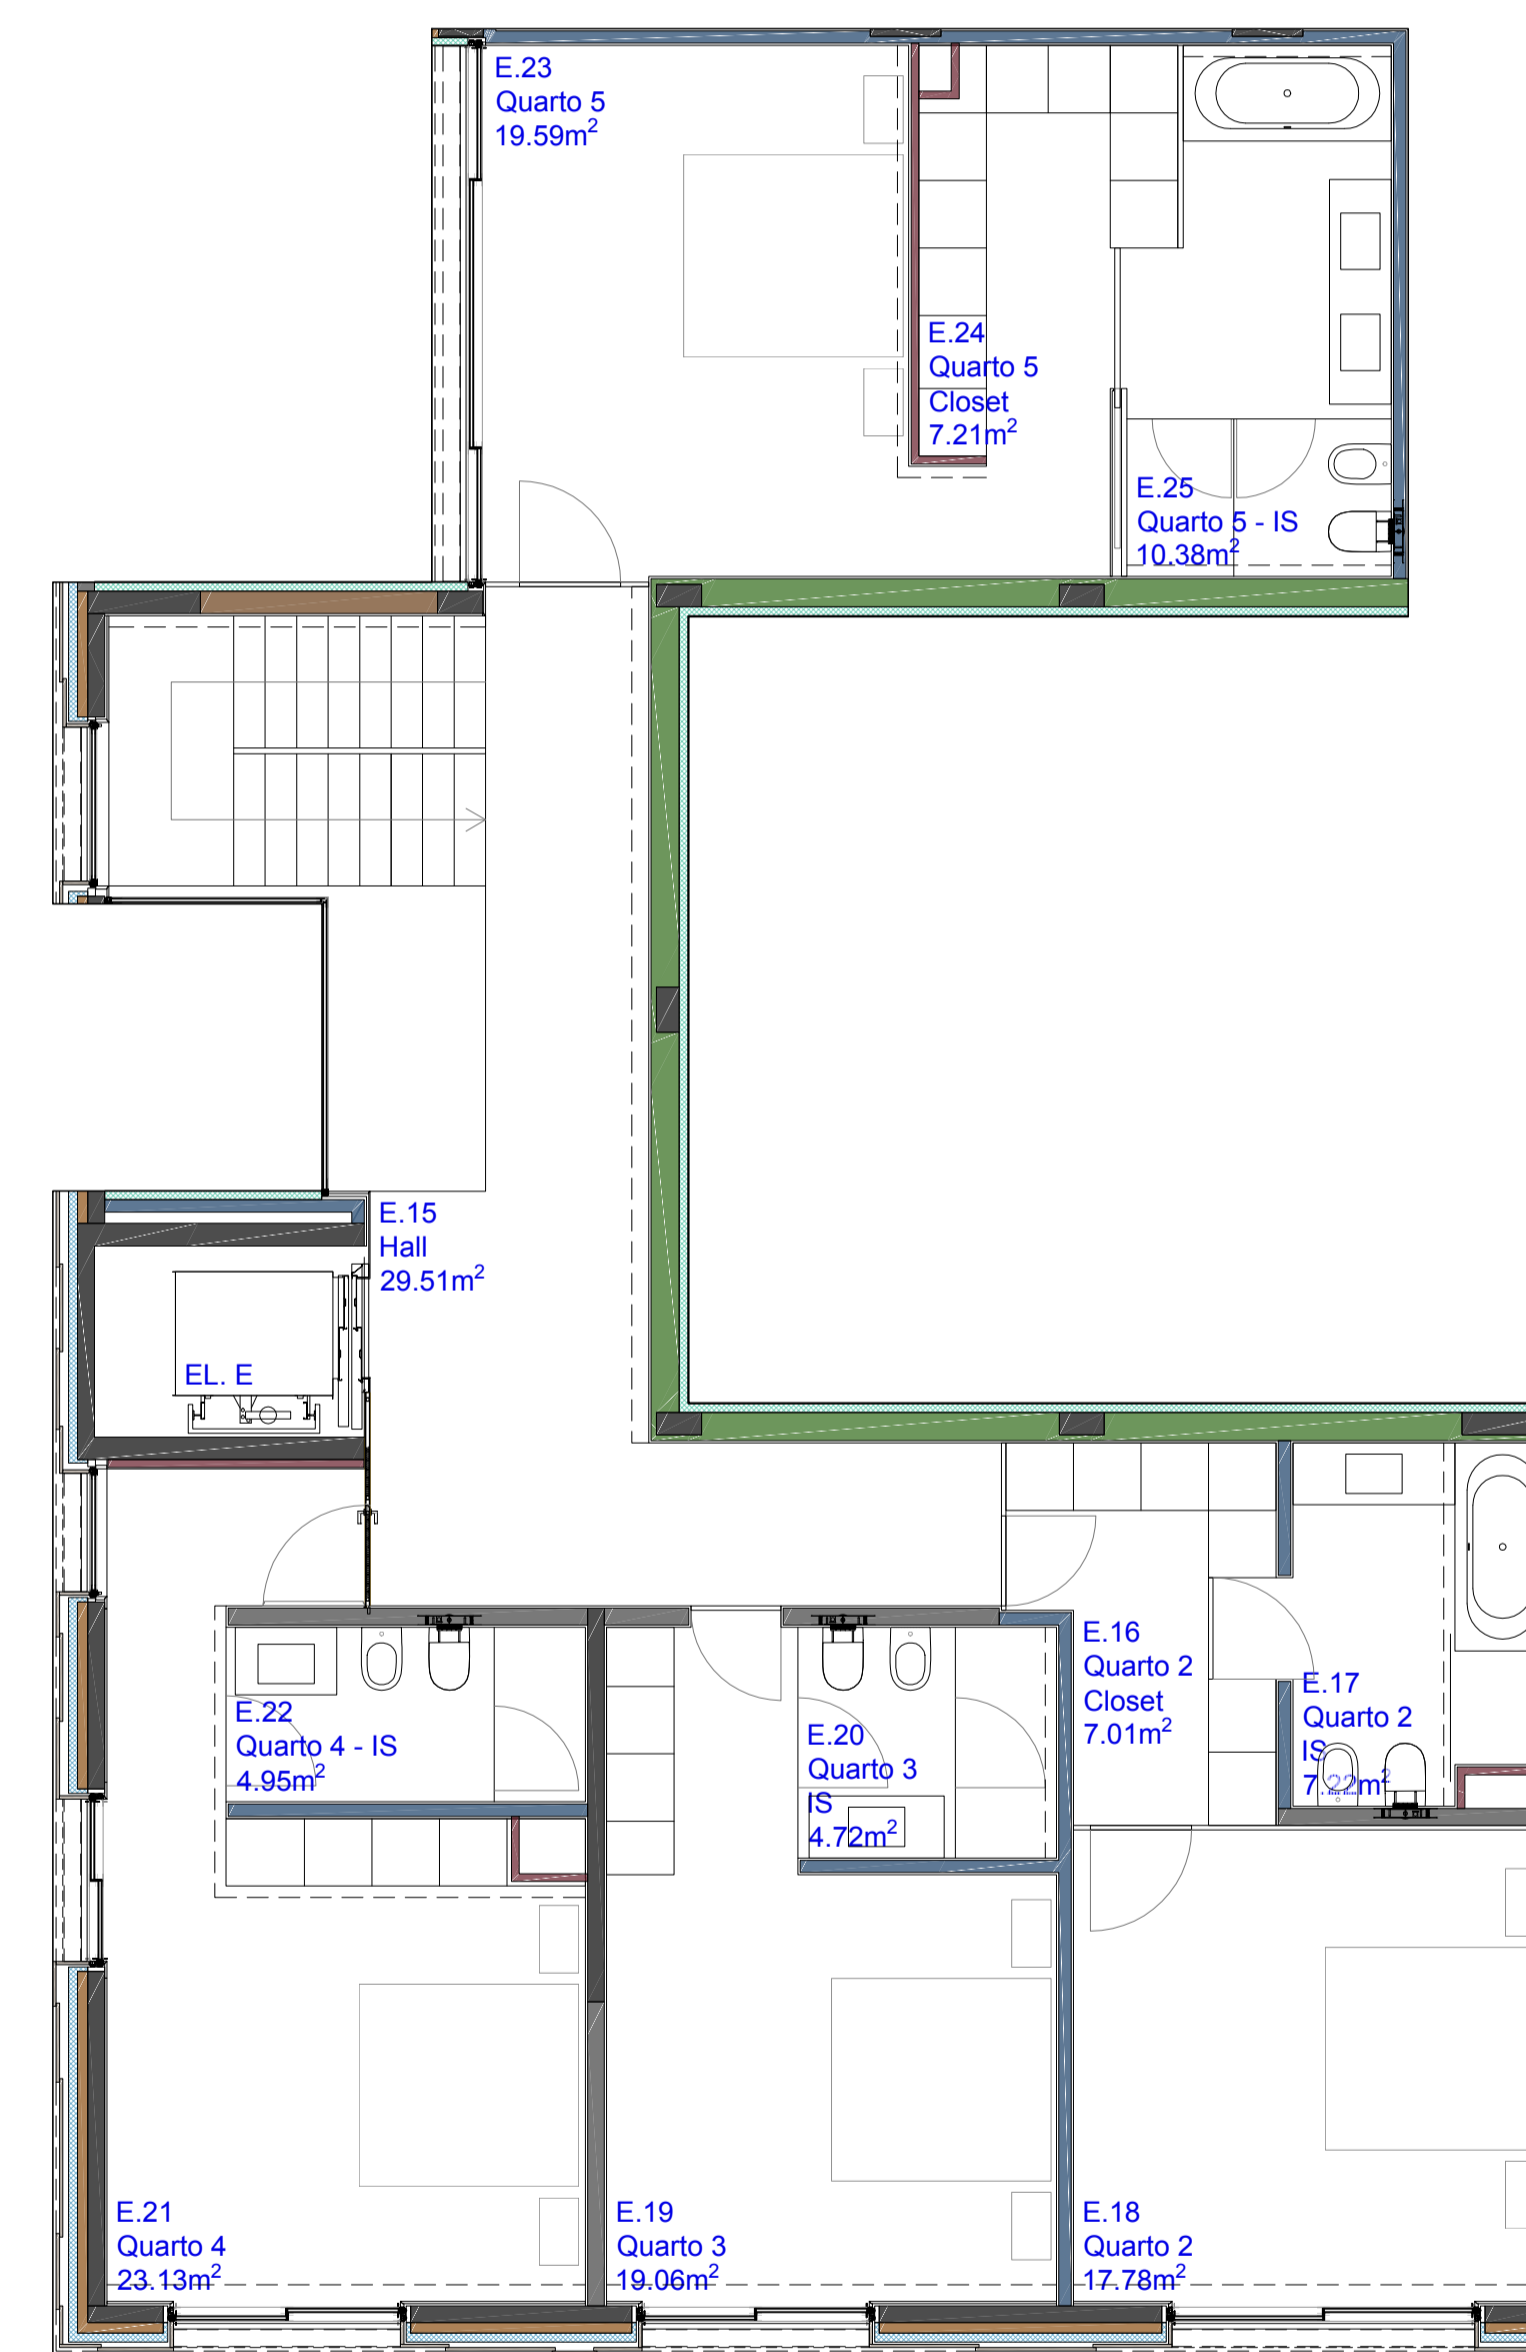 E.23
Quarto 5
19.59m²
E.24
Quarto 5
Closet
7.21m²
E.25
Quarto 5 - IS
10.38m²
E.15
Hall
29.51m²
EL. E
E.16
Quarto 2
Closet
7.01m²
E.17
Quarto 2
IS
7.22m²
E.22
Quarto 4 - IS
4.95m²
E.20
Quarto 3
IS
4.72m²
E.21
Quarto 4
23.13m²
E.19
Quarto 3
19.06m²
E.18
Quarto 2
17.78m²